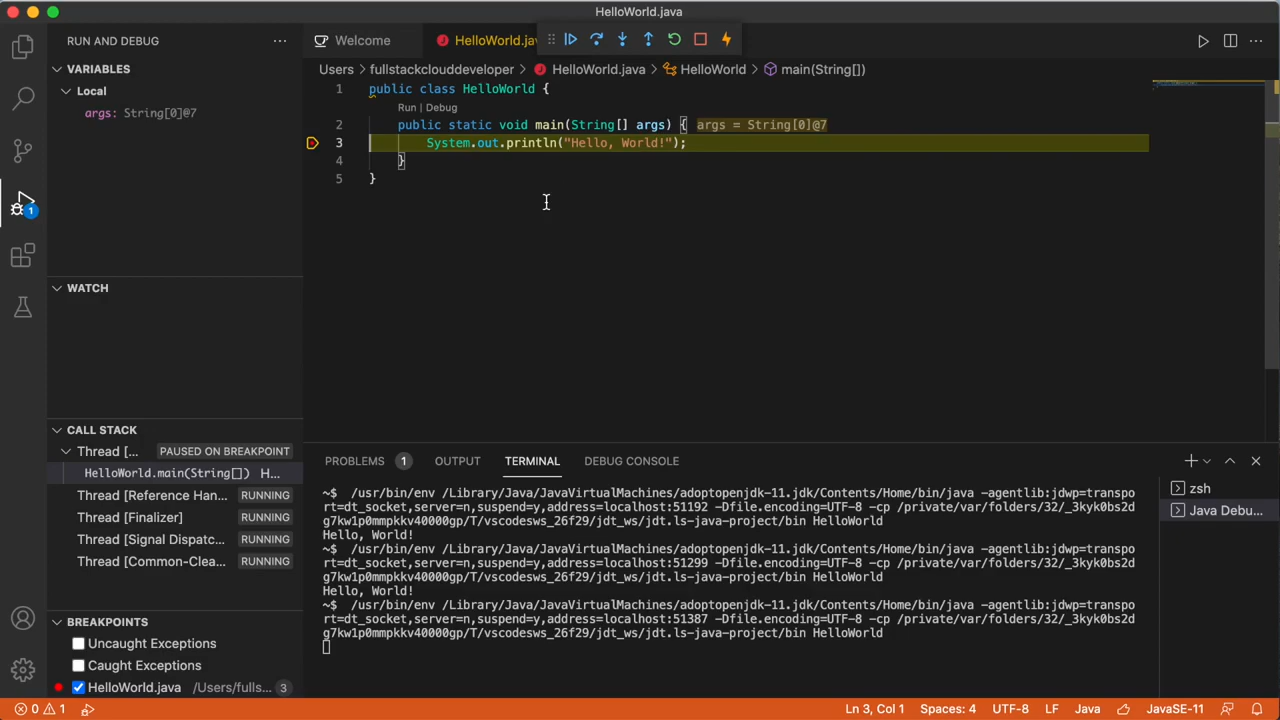 HelloWorld.java
RUN AND DEBUG
Welcome
HelloWorld.jav
VARIABLES
Local
args: String[0]@7
Users > fullstackclouddeveloper > HelloWorld.java > HelloWorld > main(String[])
1 public class HelloWorld {
Run | Debug
2 public static void main(String[] args) { args = String[0]@7
3 System.out.println("Hello, World!");
4 }
5 }
1
WATCH
CALL STACK
Thread [... PAUSED ON BREAKPOINT
HelloWorld.main(String[]) H...
Thread [Reference Han... RUNNING
Thread [Finalizer] RUNNING
Thread [Signal Dispatc... RUNNING
Thread [Common-Clea... RUNNING
BREAKPOINTS
Uncaught Exceptions
Caught Exceptions
HelloWorld.java /Users/fulls... 3
PROBLEMS 1 OUTPUT TERMINAL DEBUG CONSOLE
~$ /usr/bin/env /Library/Java/JavaVirtualMachines/adoptopenjdk-11.jdk/Contents/Home/bin/java -agentlib:jdwp=transpo
rt=dt_socket,server=n,suspend=y,address=localhost:51192 -Dfile.encoding=UTF-8 -cp /private/var/folders/32/_3kyk0bs2d
g7kw1p0mmpkkv40000gp/T/vscodesws_26f29/jdt_ws/jdt.ls-java-project/bin HelloWorld
Hello, World!
~$ /usr/bin/env /Library/Java/JavaVirtualMachines/adoptopenjdk-11.jdk/Contents/Home/bin/java -agentlib:jdwp=transpo
rt=dt_socket,server=n,suspend=y,address=localhost:51299 -Dfile.encoding=UTF-8 -cp /private/var/folders/32/_3kyk0bs2d
g7kw1p0mmpkkv40000gp/T/vscodesws_26f29/jdt_ws/jdt.ls-java-project/bin HelloWorld
Hello, World!
~$ /usr/bin/env /Library/Java/JavaVirtualMachines/adoptopenjdk-11.jdk/Contents/Home/bin/java -agentlib:jdwp=transpo
rt=dt_socket,server=n,suspend=y,address=localhost:51387 -Dfile.encoding=UTF-8 -cp /private/var/folders/32/_3kyk0bs2d
g7kw1p0mmpkkv40000gp/T/vscodesws_26f29/jdt_ws/jdt.ls-java-project/bin HelloWorld
zsh
Java Debu...
0 1
Ln 3, Col 1 Spaces: 4 UTF-8 LF Java JavaSE-11